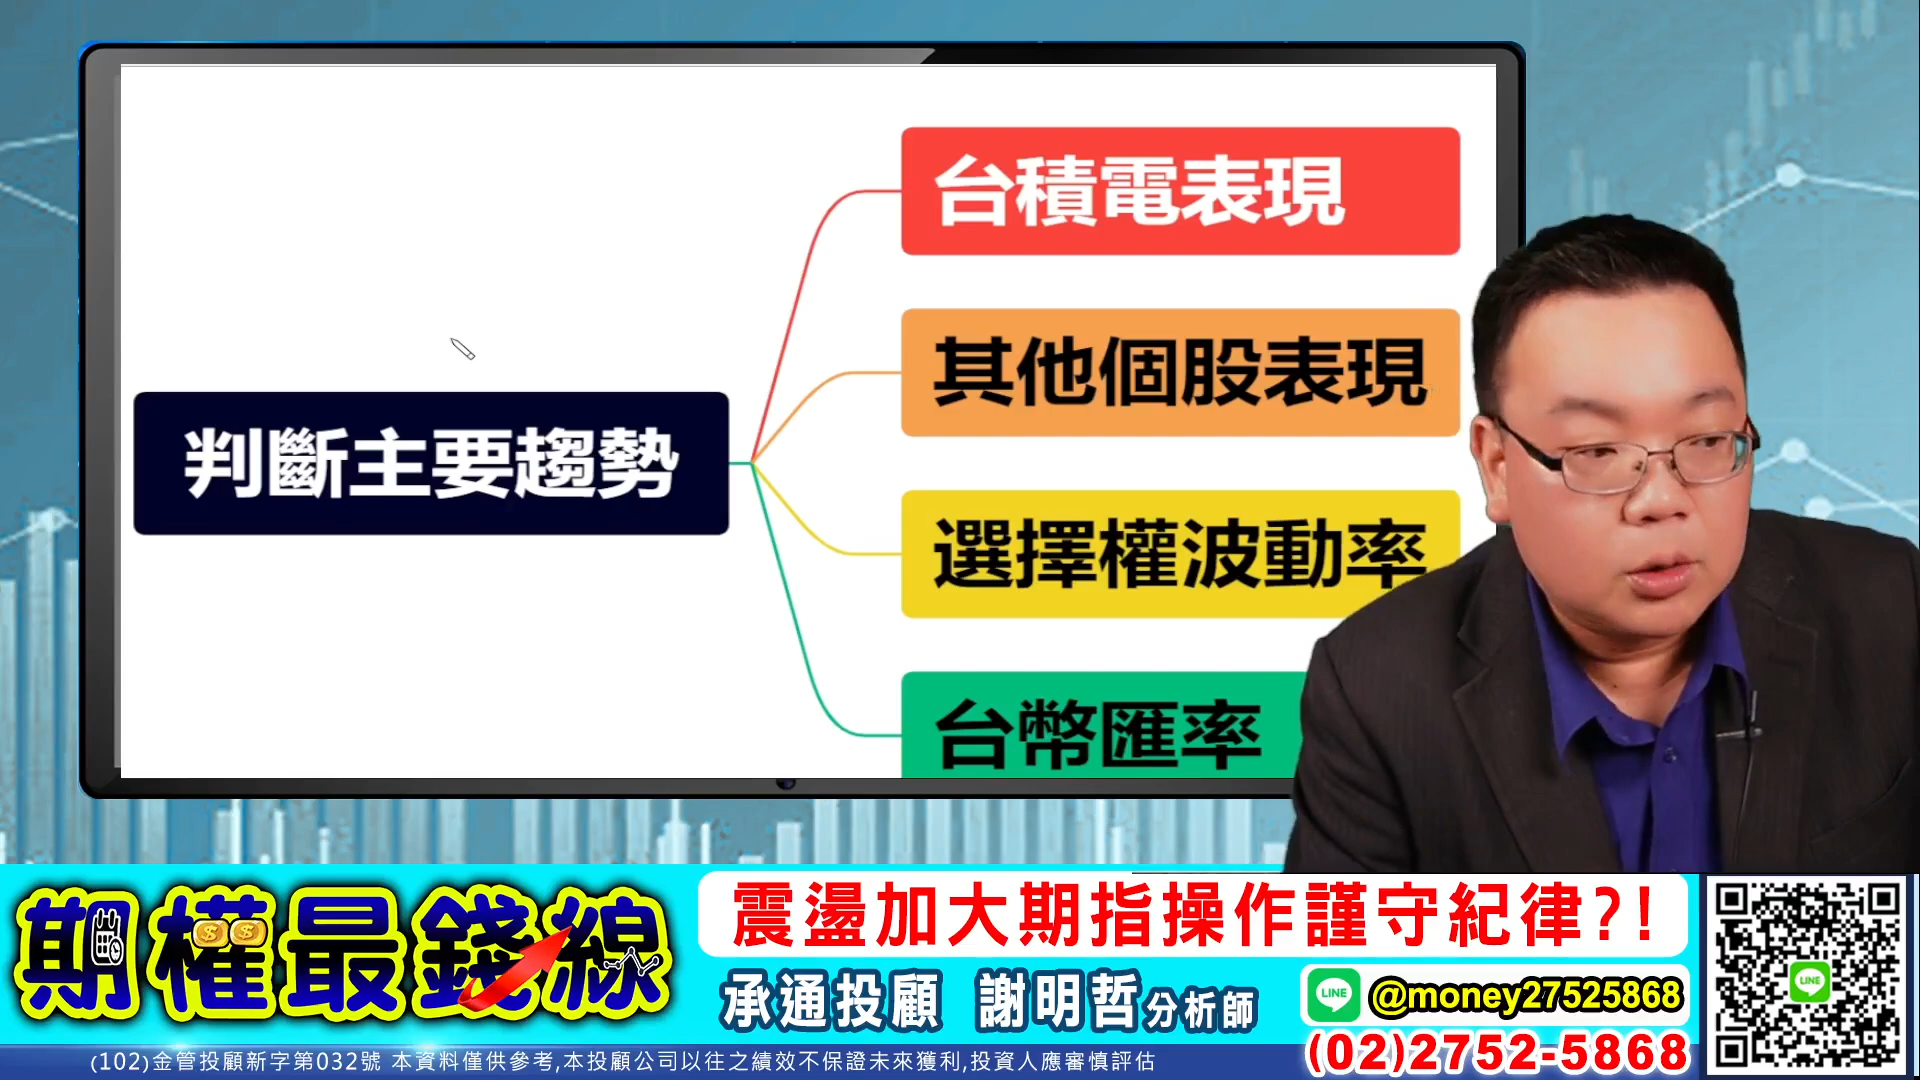 判斷主要趨勢
台積電表現
其他個股表現
選擇權波動率
台幣匯率
期權最錢線
震盪加大期指操作謹守紀律?!
承通投顧 謝明哲分析師
LINE @money27525868
(02)2752-5868
LINE
(102)金管投顧新字第032號 本資料僅供參考,本投顧公司以往之績效不保證未來獲利,投資人應審慎評估